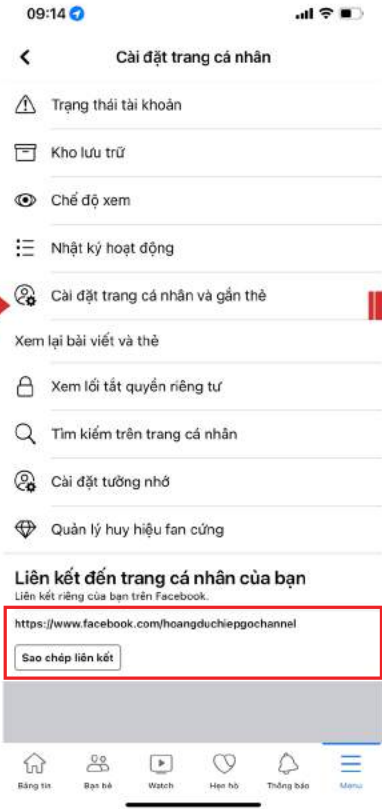 09:14
Cài đặt trang cá nhân
Trạng thái tài khoản
Kho lưu trữ
Chế độ xem
Nhật ký hoạt động
Cài đặt trang cá nhân và gắn thẻ
Xem lại bài viết và thẻ
Xem lối tắt quyền riêng tư
Tìm kiếm trên trang cá nhân
Cài đặt tưởng nhớ
Quản lý huy hiệu fan cứng
Liên kết đến trang cá nhân của bạn
Liên kết riêng của bạn trên Facebook.
https://www.facebook.com/hoangduchiepgochannel
Sao chép liên kết
Bảng tin Bạn bè Watch Hẹn hò Thông báo Menu